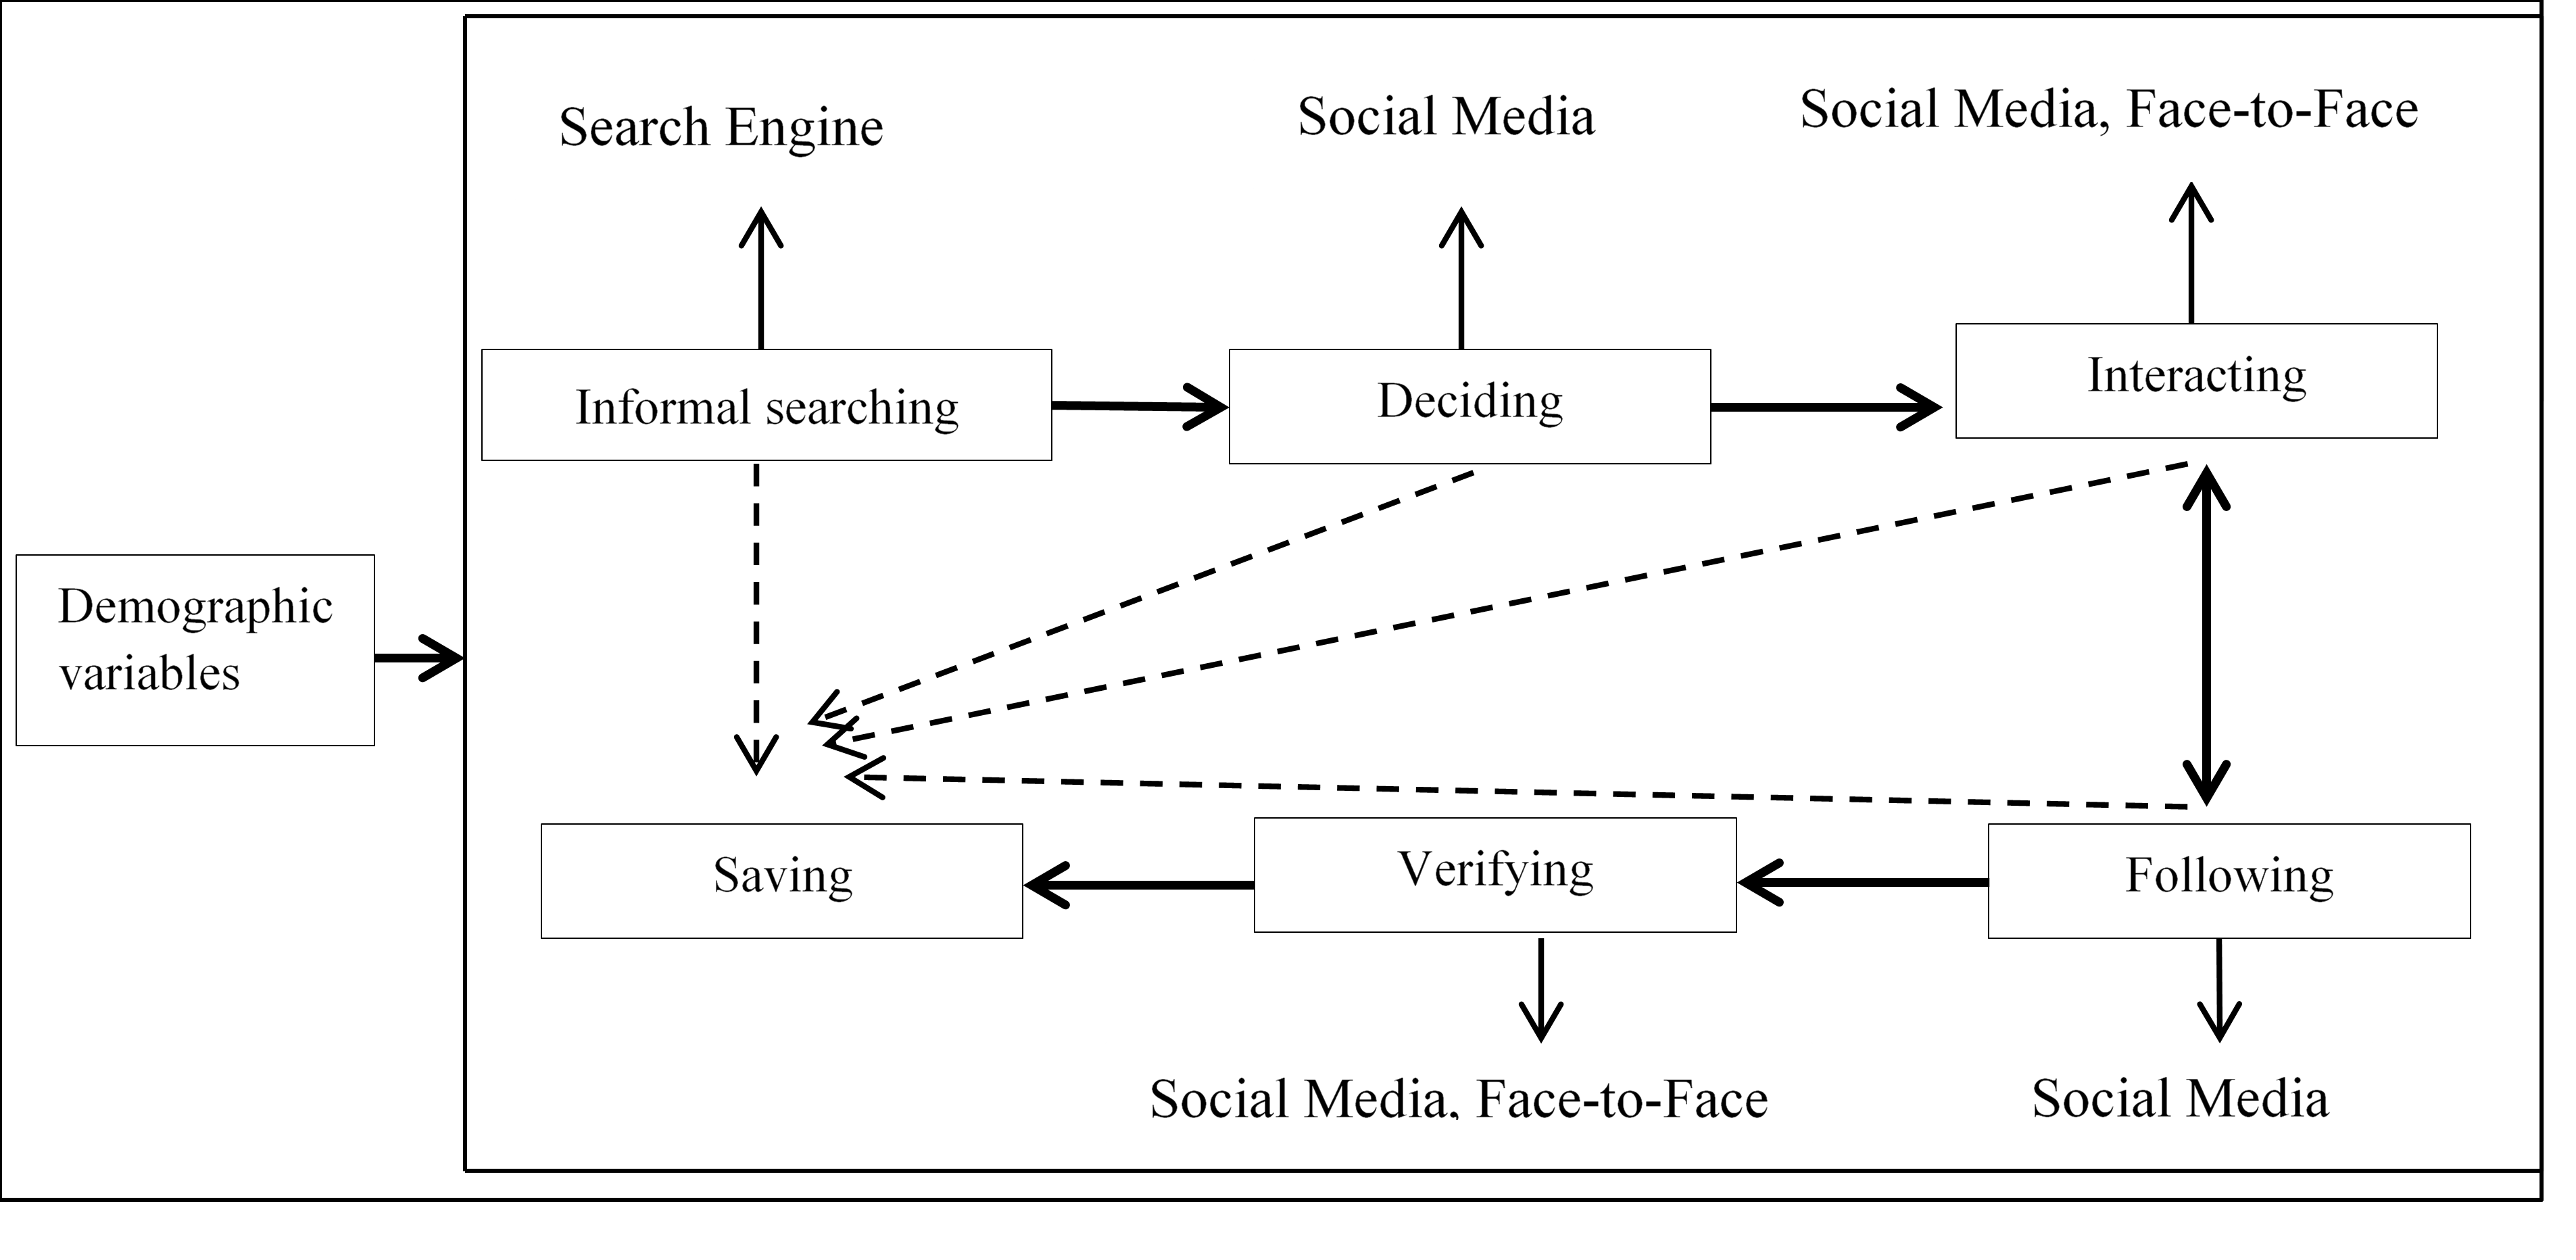 Search Engine
Social Media
Social Media, Face-to-Face
Informal searching
Deciding
Interacting
Demographic
variables
Saving
Verifying
Following
Social Media, Face-to-Face
Social Media